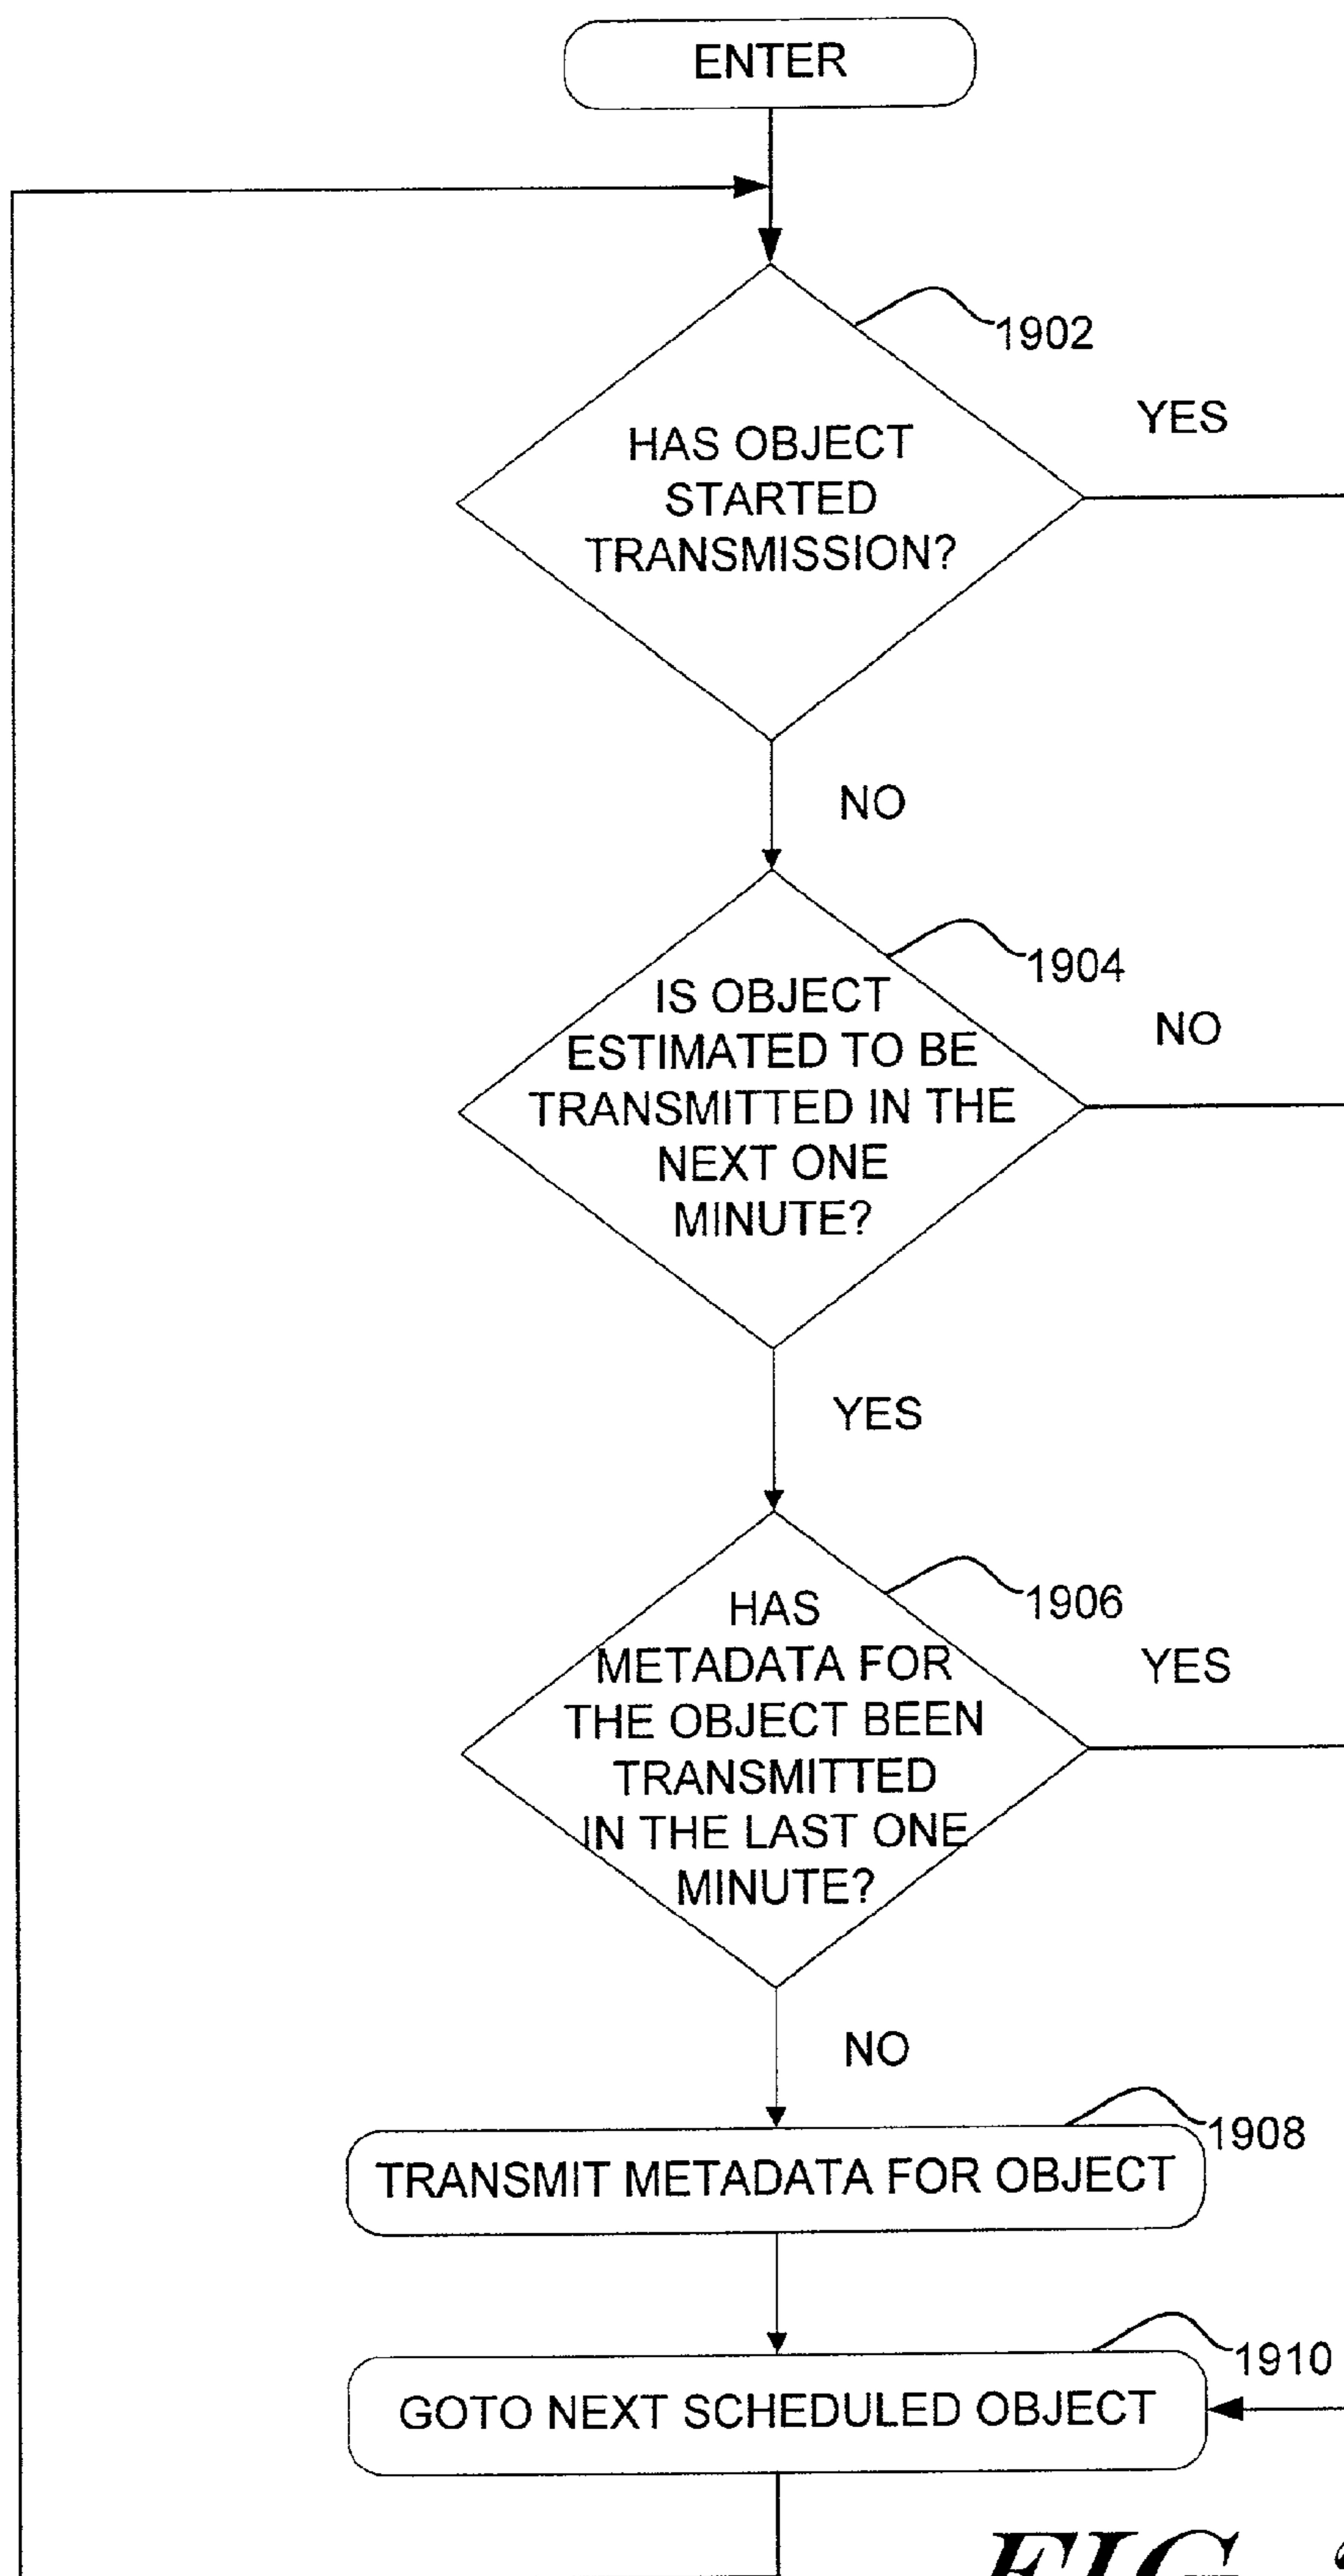 ENTER
1902
YES
HAS OBJECT
STARTED
TRANSMISSION?
NO
1904
IS OBJECT
ESTIMATED TO BE
TRANSMITTED IN THE
NEXT ONE
MINUTE?
NO
YES
1906
HAS
METADATA FOR
THE OBJECT BEEN
TRANSMITTED
IN THE LAST ONE
MINUTE?
YES
NO
1908
TRANSMIT METADATA FOR OBJECT
1910
GOTO NEXT SCHEDULED OBJECT
FIG.